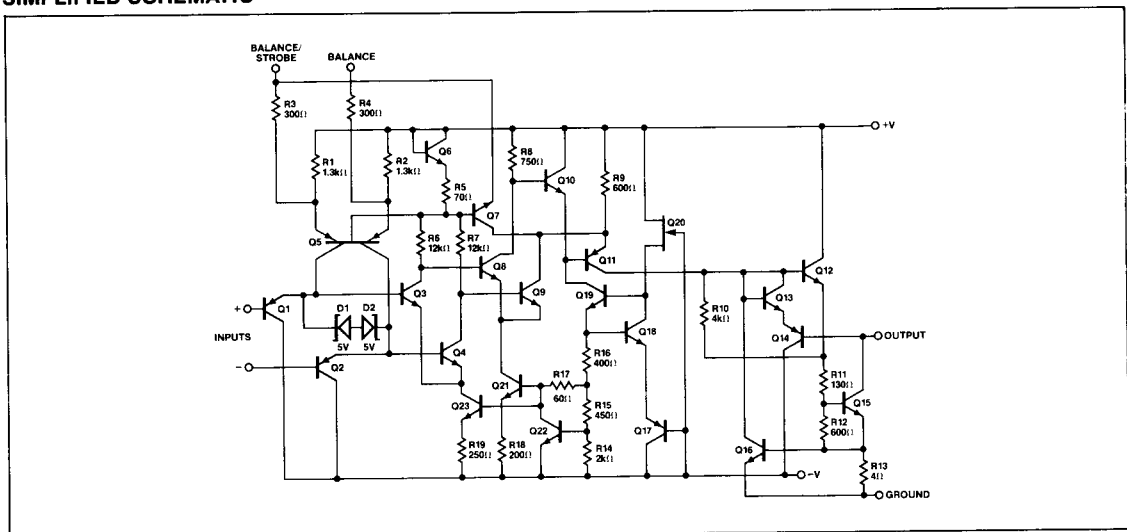 SIMPLIFIED SCHEMATIC
BALANCE/
STROBE
BALANCE
R3
300Ω
R4
300Ω
+V
R1
1.3kΩ
R2
1.3kΩ
Q6
R5
70Ω
R8
750Ω
Q10
R9
600Ω
Q20
Q7
Q5
R6
12kΩ
R7
12kΩ
Q8
Q11
Q12
Q3
Q9
Q19
Q13
+
Q1
R10
4kΩ
Q18
D1
D2
5V
5V
INPUTS
Q14
OUTPUT
Q4
R16
400Ω
−
Q2
R17
60Ω
R11
130Ω
Q21
Q15
Q23
R15
450Ω
R12
600Ω
Q22
Q17
Q16
R19
250Ω
R18
200Ω
R14
2kΩ
−V
R13
4Ω
GROUND